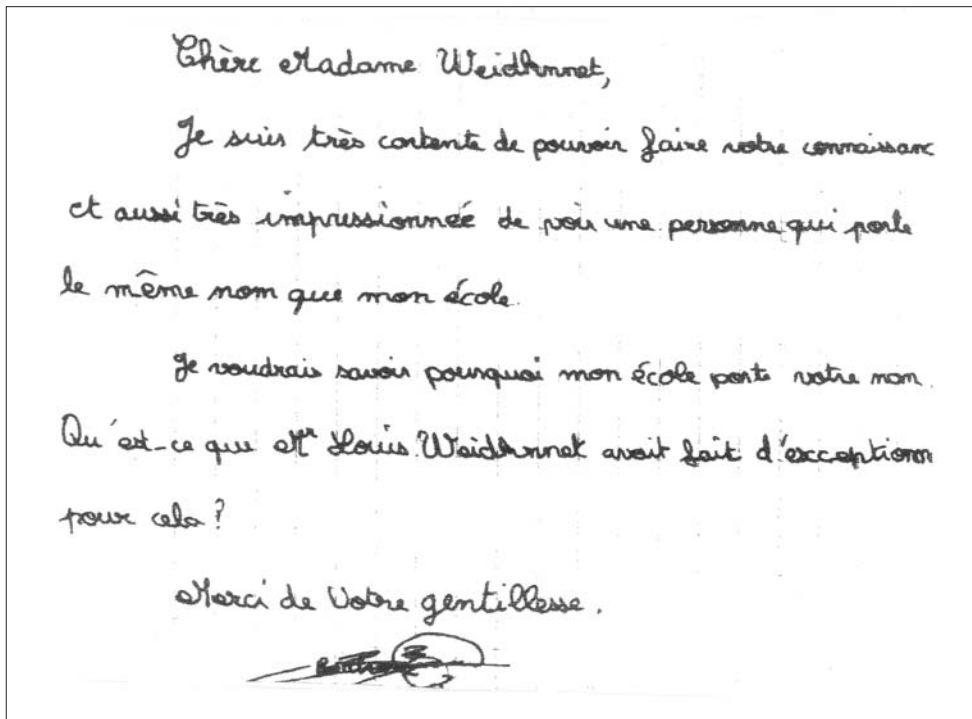 Chère Madame Weidknnet,
Je suis très contente de pouvoir faire votre connaissanc
et aussi très impressionnée de voir une personne qui porte
le même nom que mon école.
Je voudrais savoir pourquoi mon école porte votre nom.
Qu'est-ce que Mr Louis Weidknnet avait fait d'exceptionn
pour cela ?
Merci de Votre gentillesse.